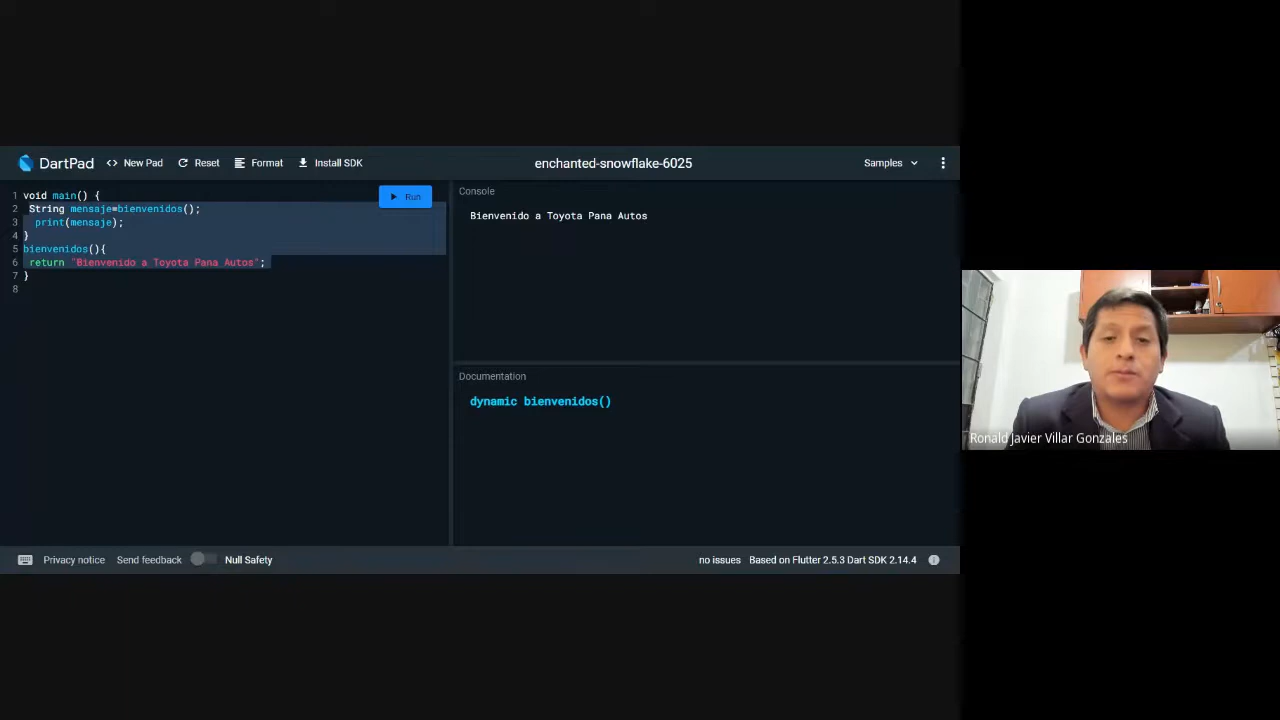 DartPad
New Pad
Reset
Format
Install SDK
enchanted-snowflake-6025
Samples
1 void main() {
2 String mensaje=bienvenidos();
3 print(mensaje);
4 }
5 bienvenidos(){
6 return "Bienvenido a Toyota Pana Autos";
7 }
8
Run
Console
Bienvenido a Toyota Pana Autos
Documentation
dynamic bienvenidos()
Ronald Javier Villar Gonzales
Privacy notice
Send feedback
Null Safety
no issues
Based on Flutter 2.5.3 Dart SDK 2.14.4